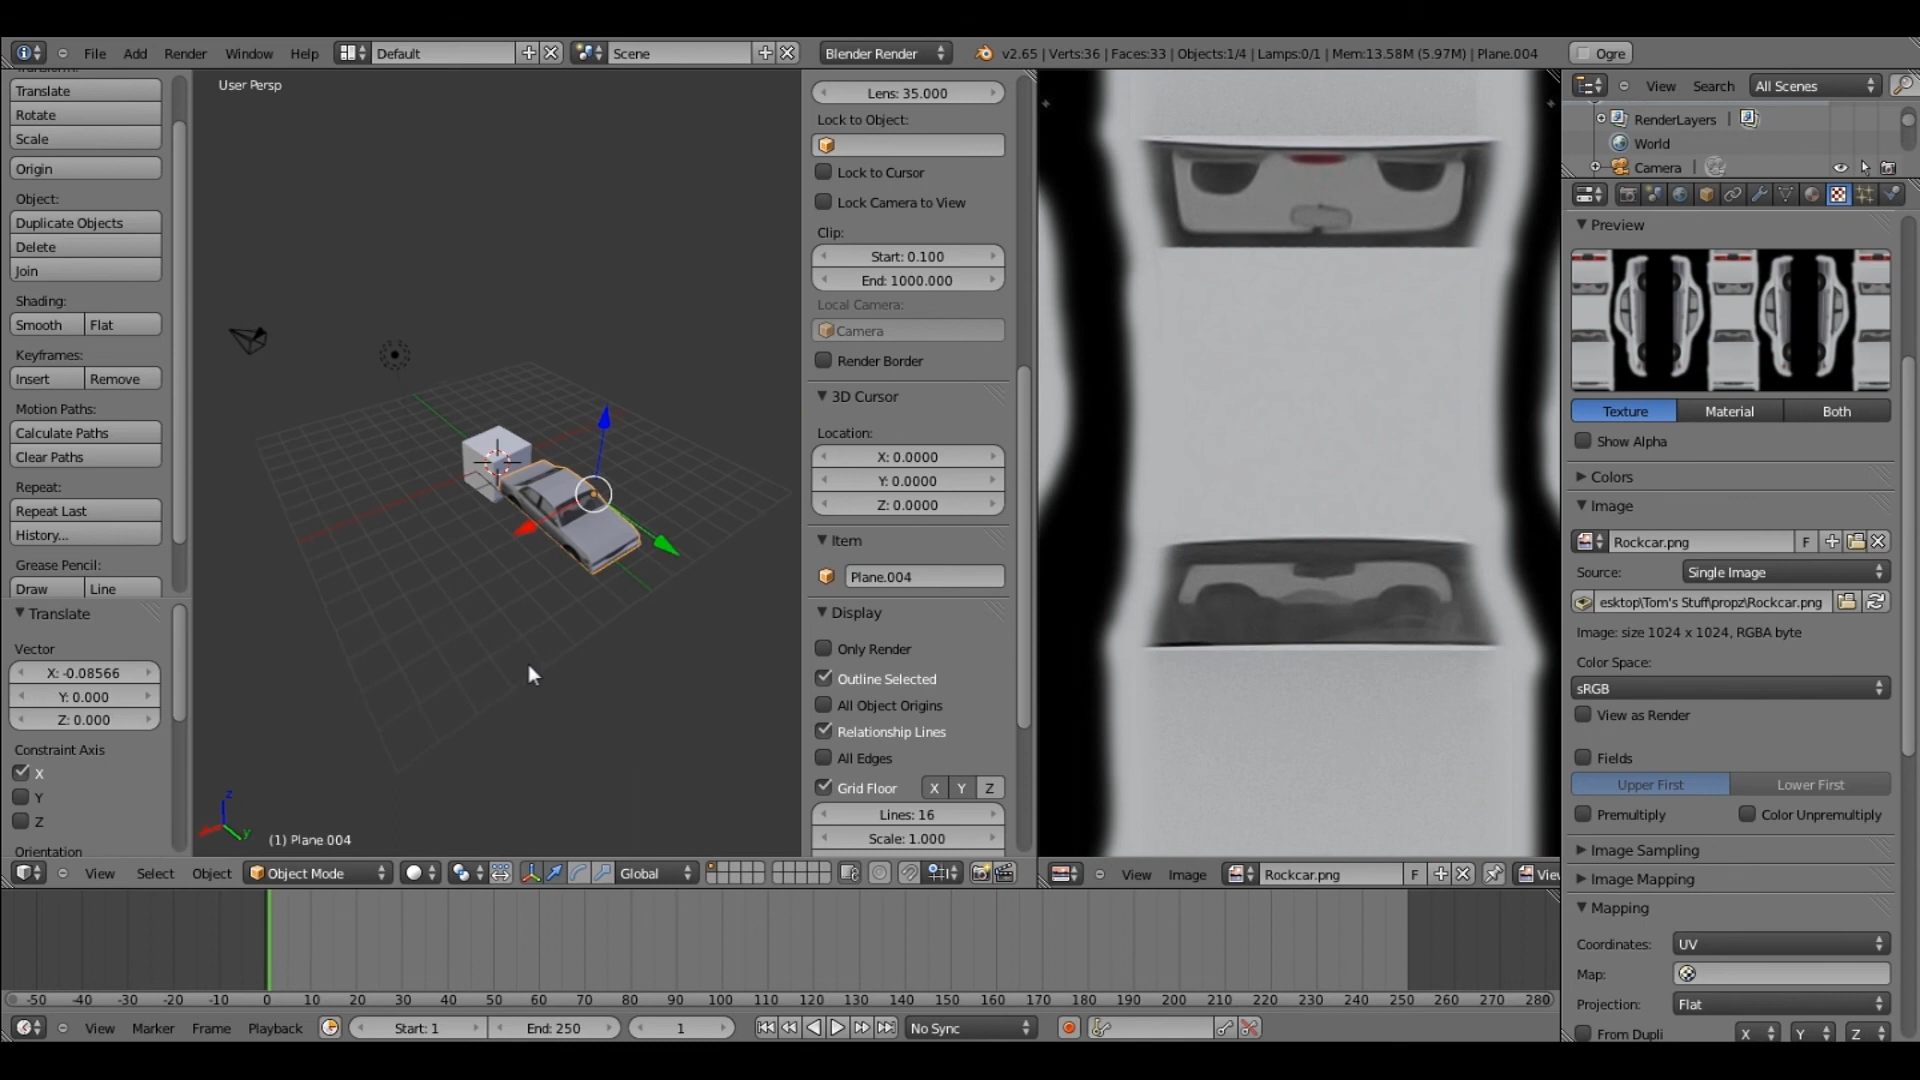 File Add Render Window Help Default Scene Blender Render v2.65 | Verts:36 | Faces:33 | Objects:1/4 | Lamps:0/1 | Mem:13.58M (5.97M) | Plane.004 Ogre
Translate
Rotate
Scale
Origin
Object:
Duplicate Objects
Delete
Join
Shading:
Smooth Flat
Keyframes:
Insert Remove
Motion Paths:
Calculate Paths
Clear Paths
Repeat:
Repeat Last
History...
Grease Pencil:
Draw Line
Translate
Vector
X: -0.08566
Y: 0.000
Z: 0.000
Constraint Axis
X
Y
Z
Orientation
User Persp
z
y
(1) Plane.004
Lens: 35.000
Lock to Object:
Lock to Cursor
Lock Camera to View
Clip:
Start: 0.100
End: 1000.000
Local Camera:
Camera
Render Border
3D Cursor
Location:
X: 0.0000
Y: 0.0000
Z: 0.0000
Item
Plane.004
Display
Only Render
Outline Selected
All Object Origins
Relationship Lines
All Edges
Grid Floor X Y Z
Lines: 16
Scale: 1.000
View Select Object Object Mode Global
View Image Rockcar.png F Viev
View Search All Scenes
RenderLayers |
World
Camera |
Preview
Texture Material Both
Show Alpha
Colors
Image
Rockcar.png F
Source: Single Image
esktop\Tom's Stuff\propz\Rockcar.png
Image: size 1024 x 1024, RGBA byte
Color Space:
sRGB
View as Render
Fields
Upper First Lower First
Premultiply Color Unpremultiply
Image Sampling
Image Mapping
Mapping
Coordinates: UV
Map:
Projection: Flat
From Dupli X Y Z
-50 -40 -30 -20 -10 0 10 20 30 40 50 60 70 80 90 100 110 120 130 140 150 160 170 180 190 200 210 220 230 240 250 260 270 280
View Marker Frame Playback Start: 1 End: 250 1 No Sync